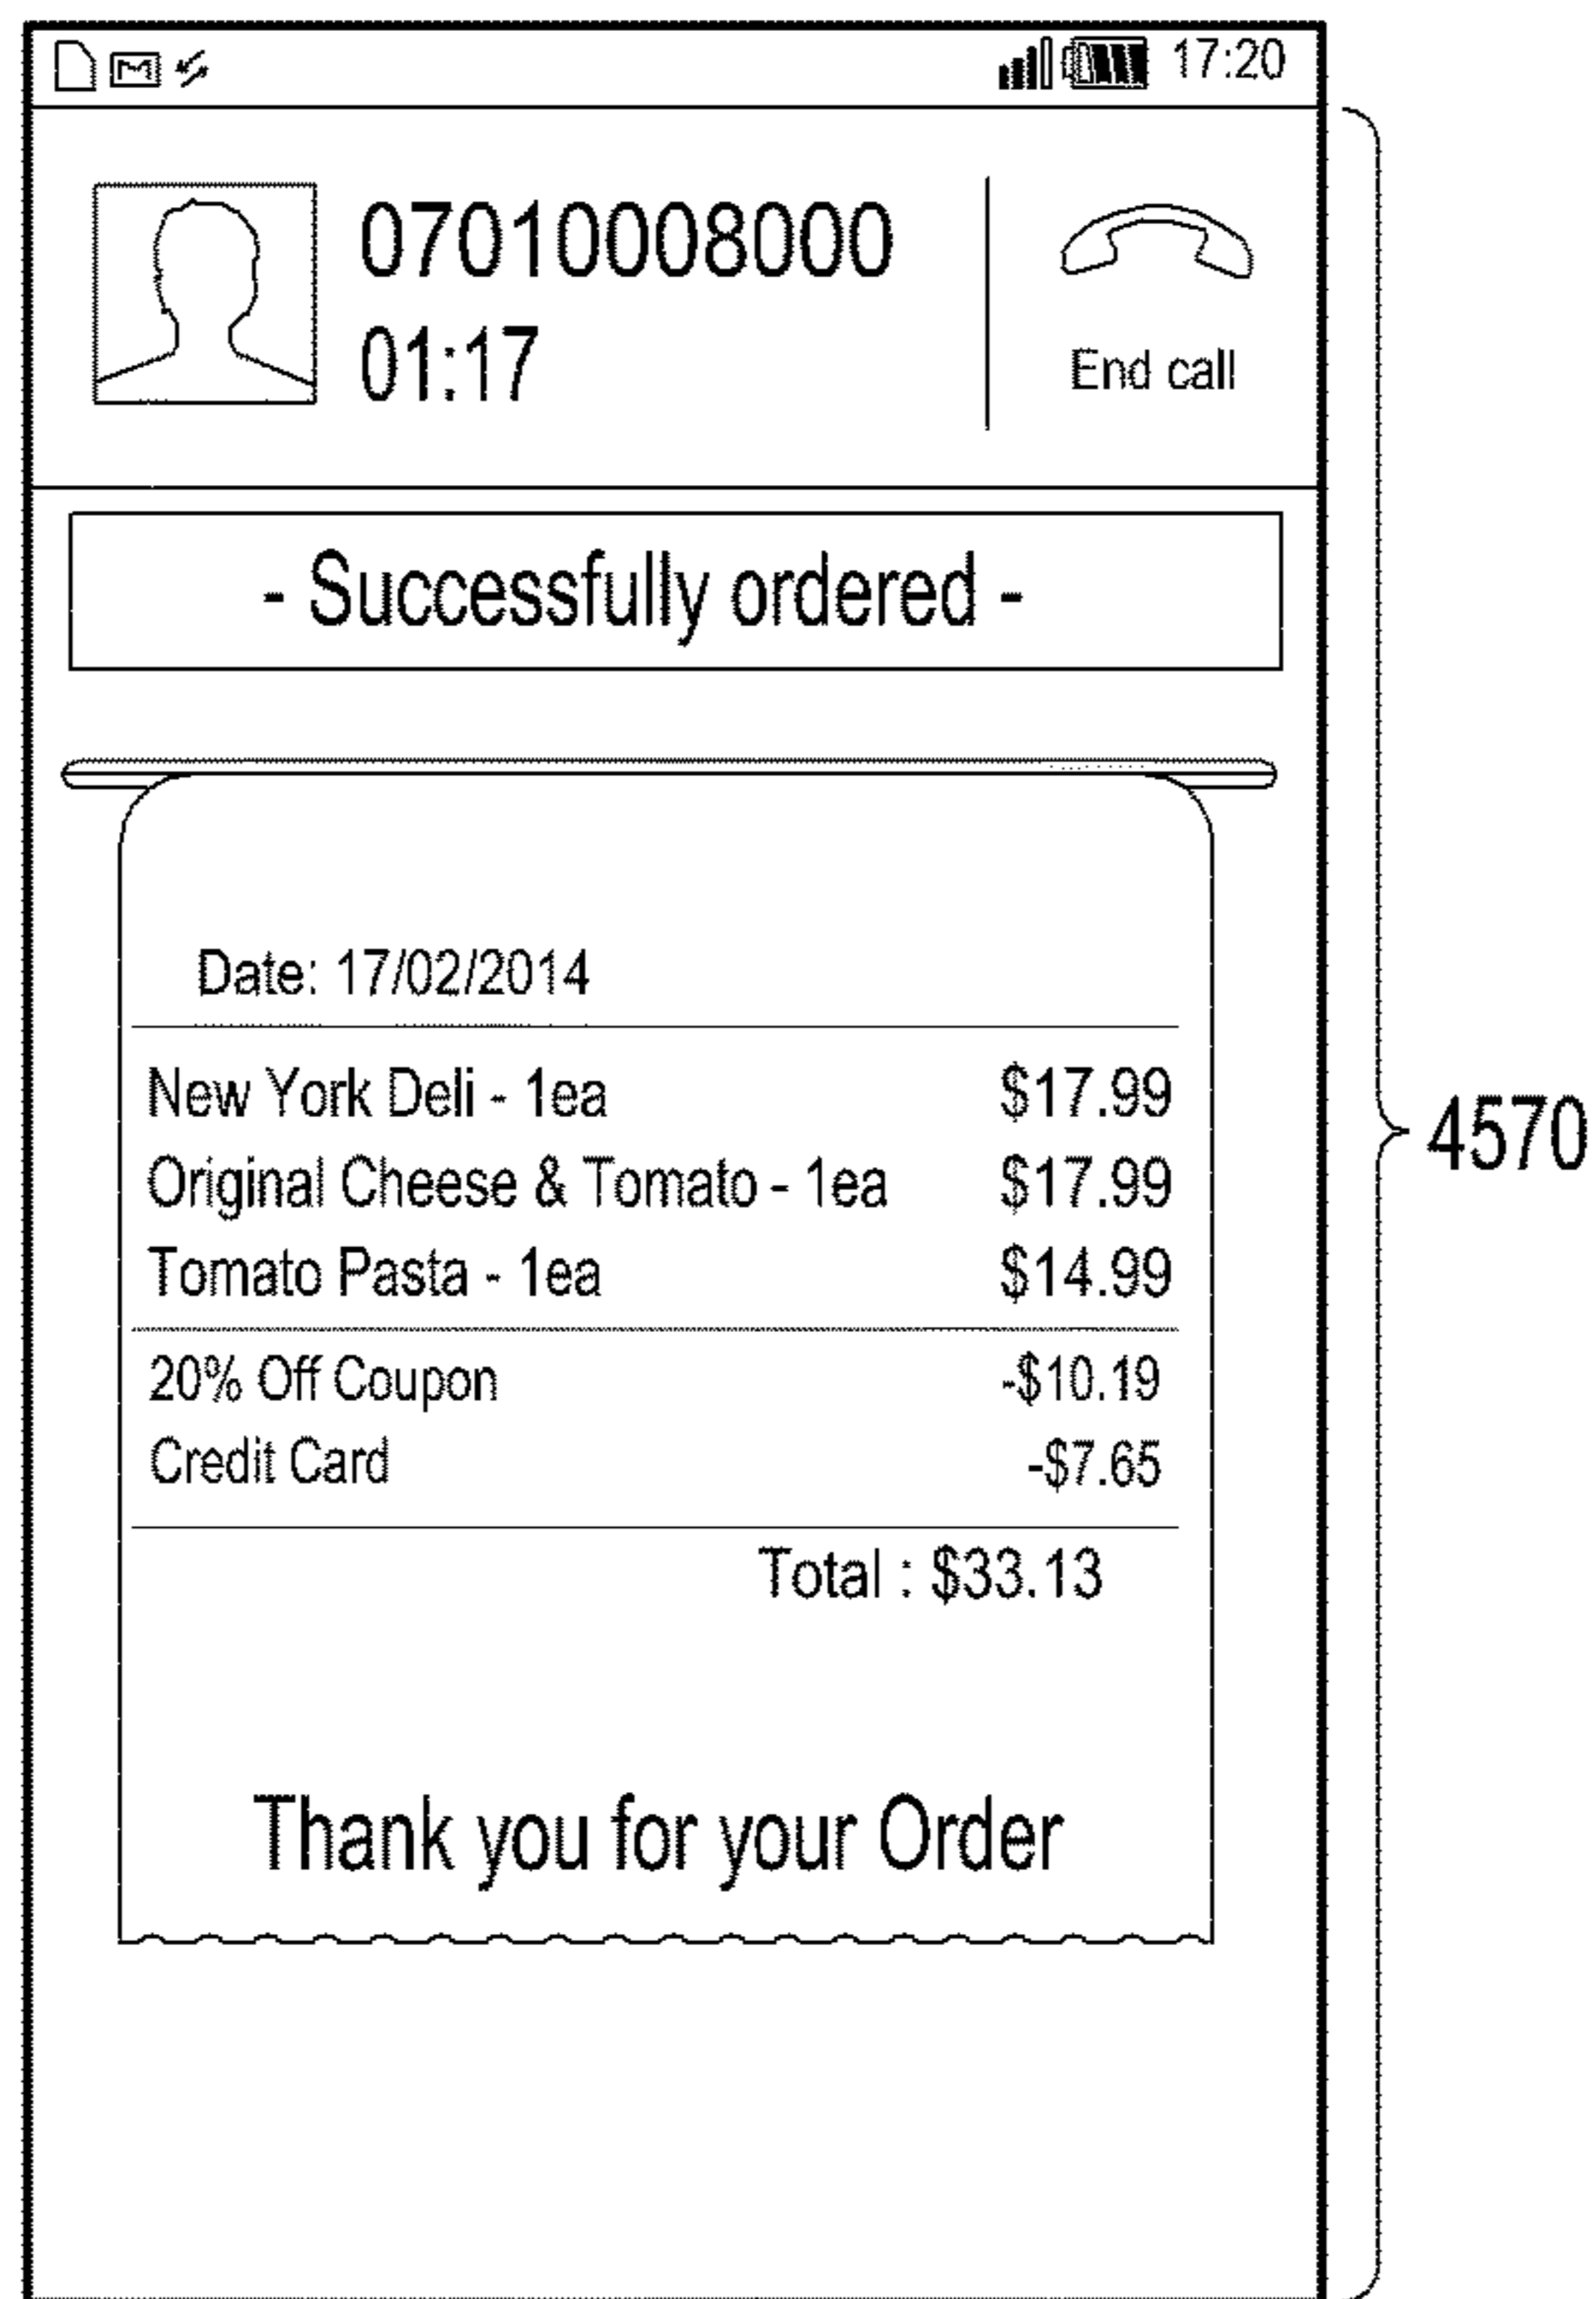 17:20
07010008000
01:17
End call
- Successfully ordered -
Date: 17/02/2014
New York Deli - 1ea $17.99
Original Cheese & Tomato - 1ea $17.99
Tomato Pasta - 1ea $14.99
20% Off Coupon -$10.19
Credit Card -$7.65
Total : $33.13
Thank you for your Order
4570